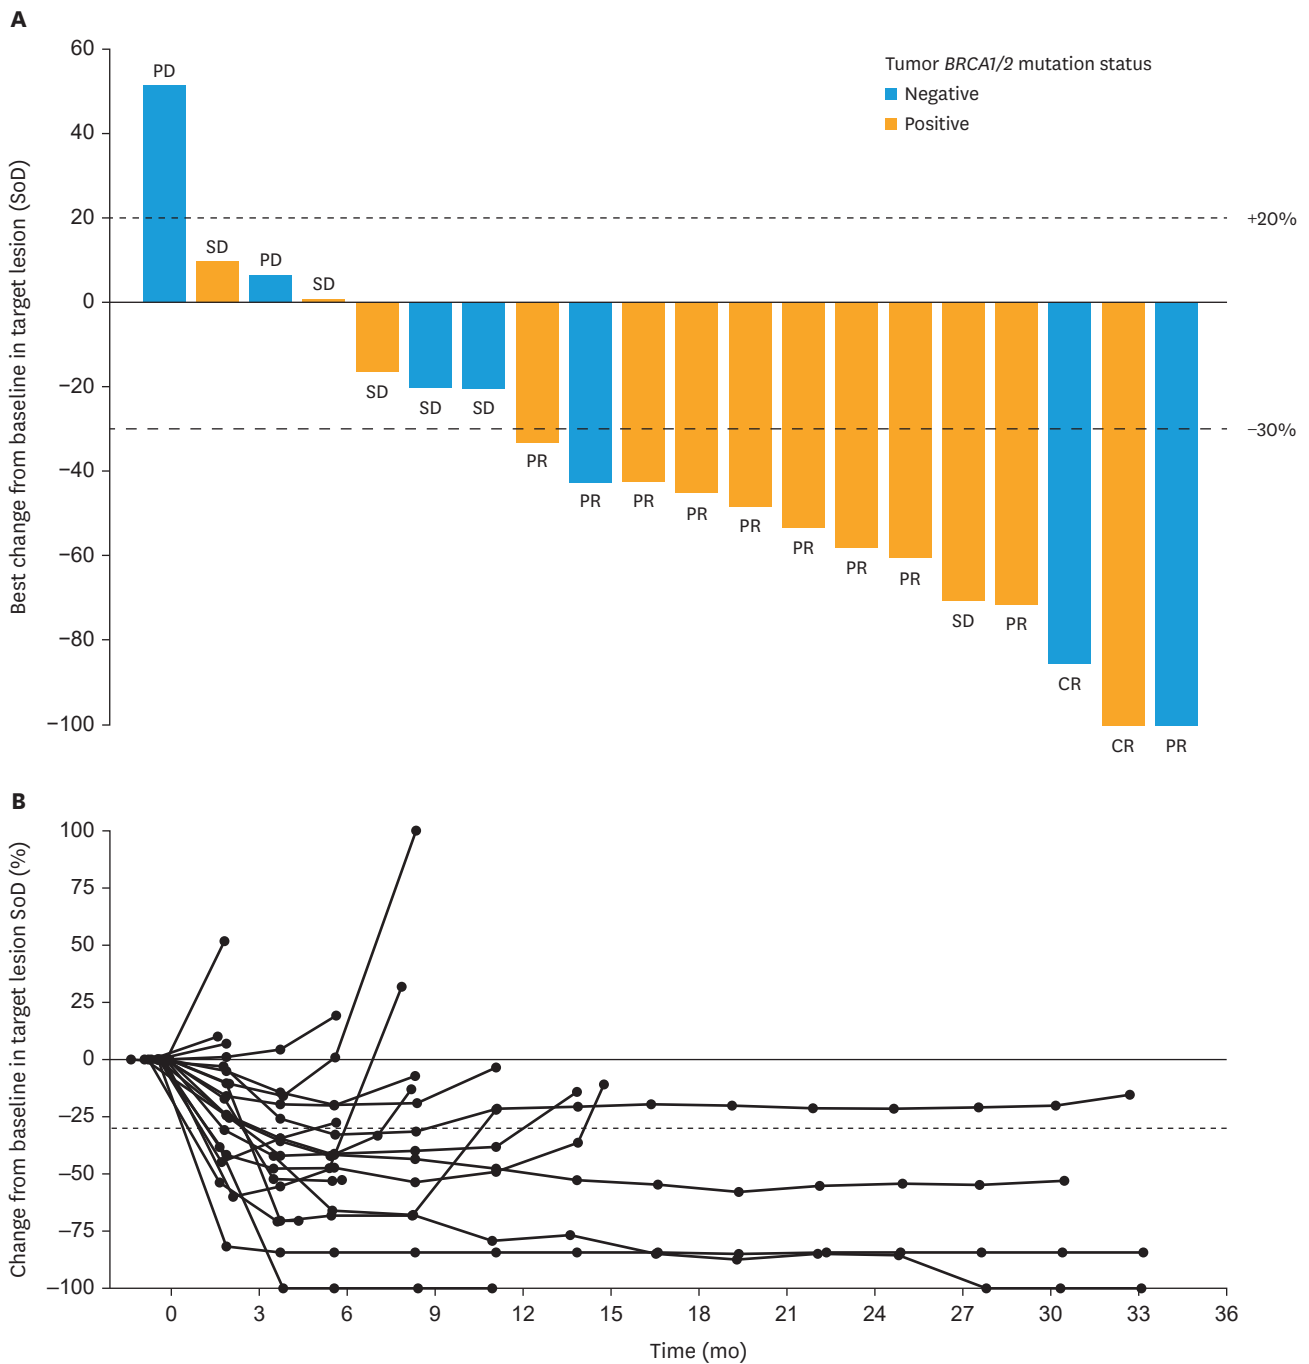 A
Best change from baseline in target lesion (SoD)
60
40
20
0
−20
−40
−60
−80
−100
Tumor BRCA1/2 mutation status
Negative
Positive
+20%
−30%
PD
SD
PD
SD
SD
SD
SD
PR
PR
PR
PR
PR
PR
PR
PR
SD
PR
CR
CR
PR
B
Change from baseline in target lesion SoD (%)
100
75
50
25
0
−25
−50
−75
−100
0 3 6 9 12 15 18 21 24 27 30 33 36
Time (mo)